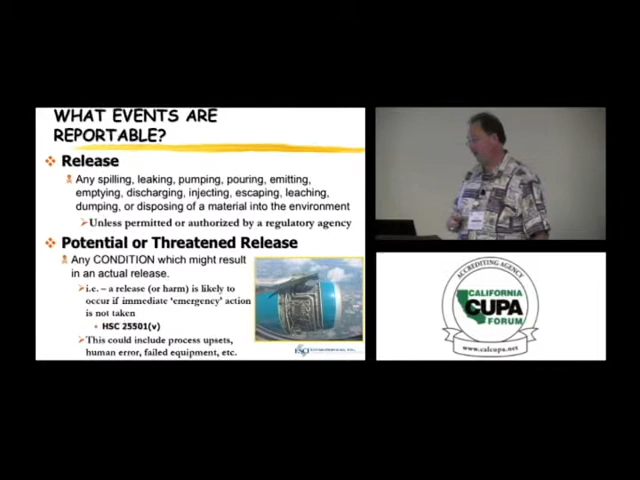 WHAT EVENTS ARE
REPORTABLE?
Release
Any spilling, leaking, pumping, pouring, emitting,
emptying, discharging, injecting, escaping, leaching,
dumping, or disposing of a material into the environment
Unless permitted or authorized by a regulatory agency
Potential or Threatened Release
Any CONDITION which might result
in an actual release.
i.e. – a release (or harm) is likely to
occur if immediate ‘emergency’ action
is not taken
HSC 25501(v)
This could include process upsets,
human error, failed equipment, etc.
ACCREDITING AGENCY
CALIFORNIA
CUPA
FORUM
www.calcupa.net